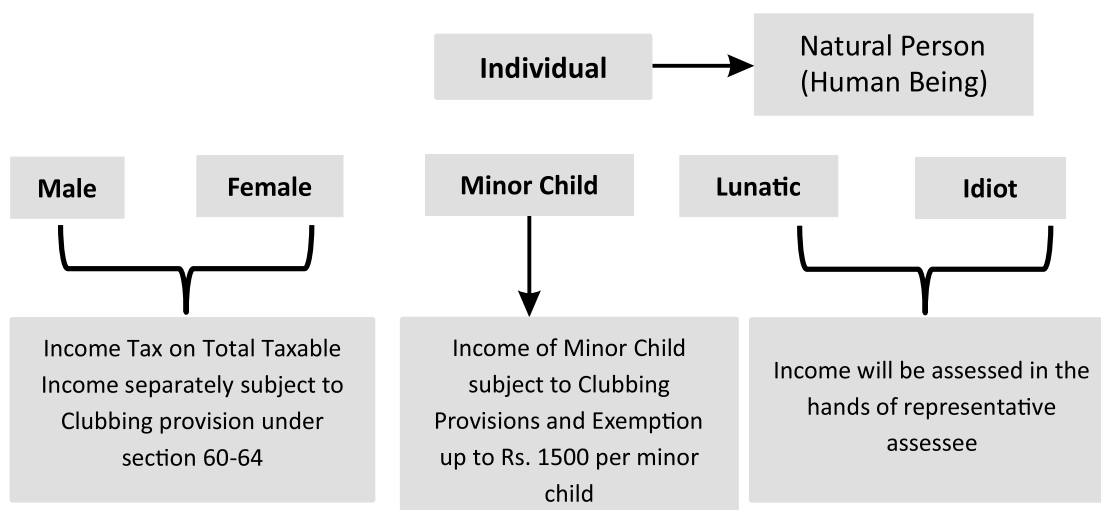 Individual
Natural Person
(Human Being)
Male
Female
Minor Child
Lunatic
Idiot
Income Tax on Total Taxable
Income separately subject to
Clubbing provision under
section 60-64
Income of Minor Child
subject to Clubbing
Provisions and Exemption
up to Rs. 1500 per minor
child
Income will be assessed in the
hands of representative
assessee